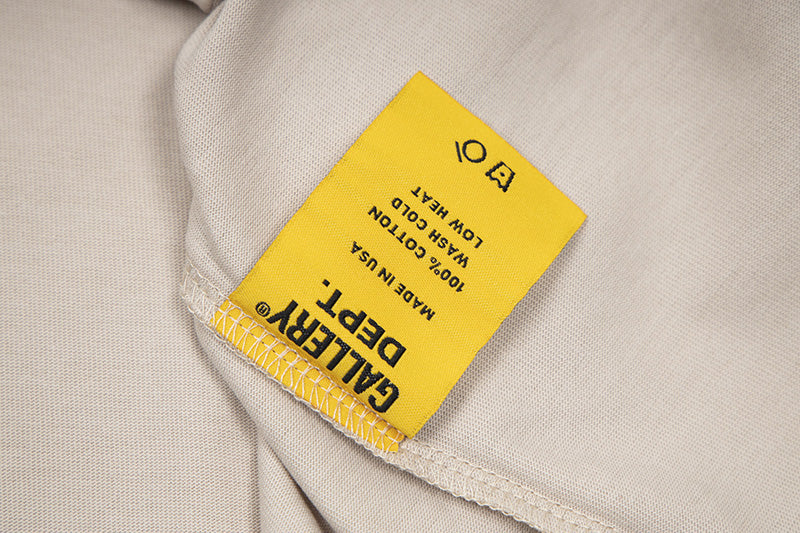 GALLERY®
DEPT.
MADE IN USA
100% COTTON
WASH COLD
LOW HEAT